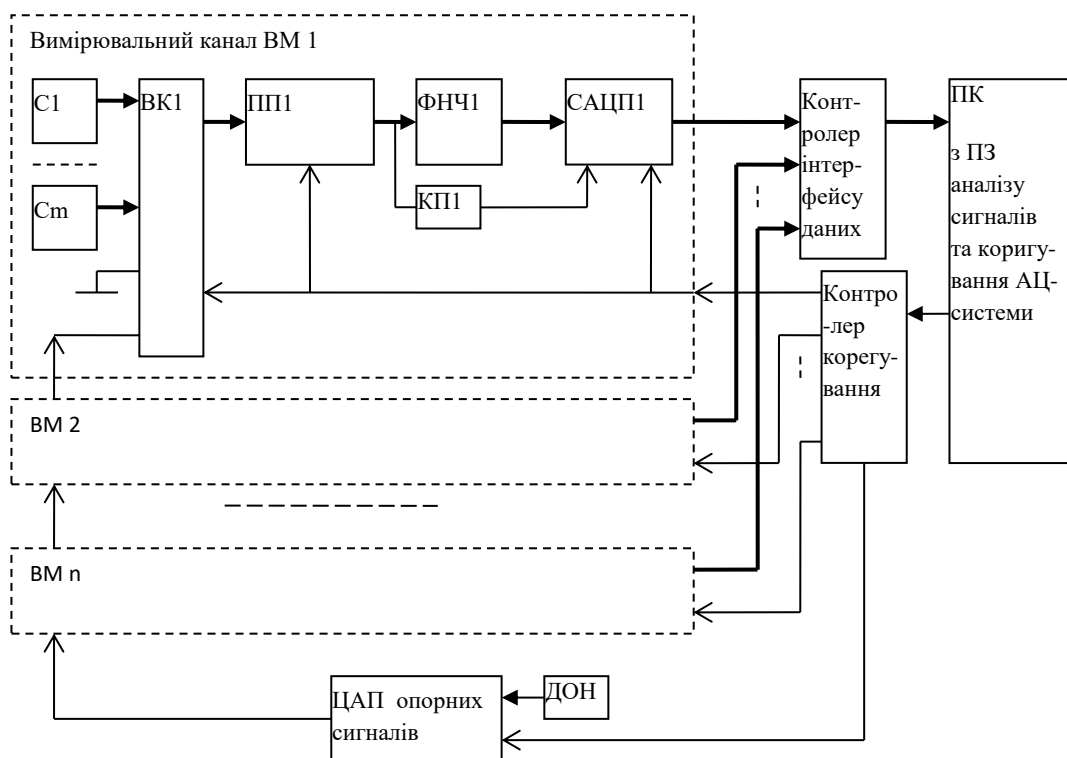 Вимірювальний канал ВМ 1
С1
Сm
ВК1
ПП1
ФНЧ1
КП1
САЦП1
Конт-
ролер
інтер-
фейсу
даних
ПК
з ПЗ
аналізу
сигналів
та коригу-
вання АЦ-
системи
Контро
-лер
корегу-
вання
ВМ 2
ВМ n
ЦАП опорних
сигналів
ДОН